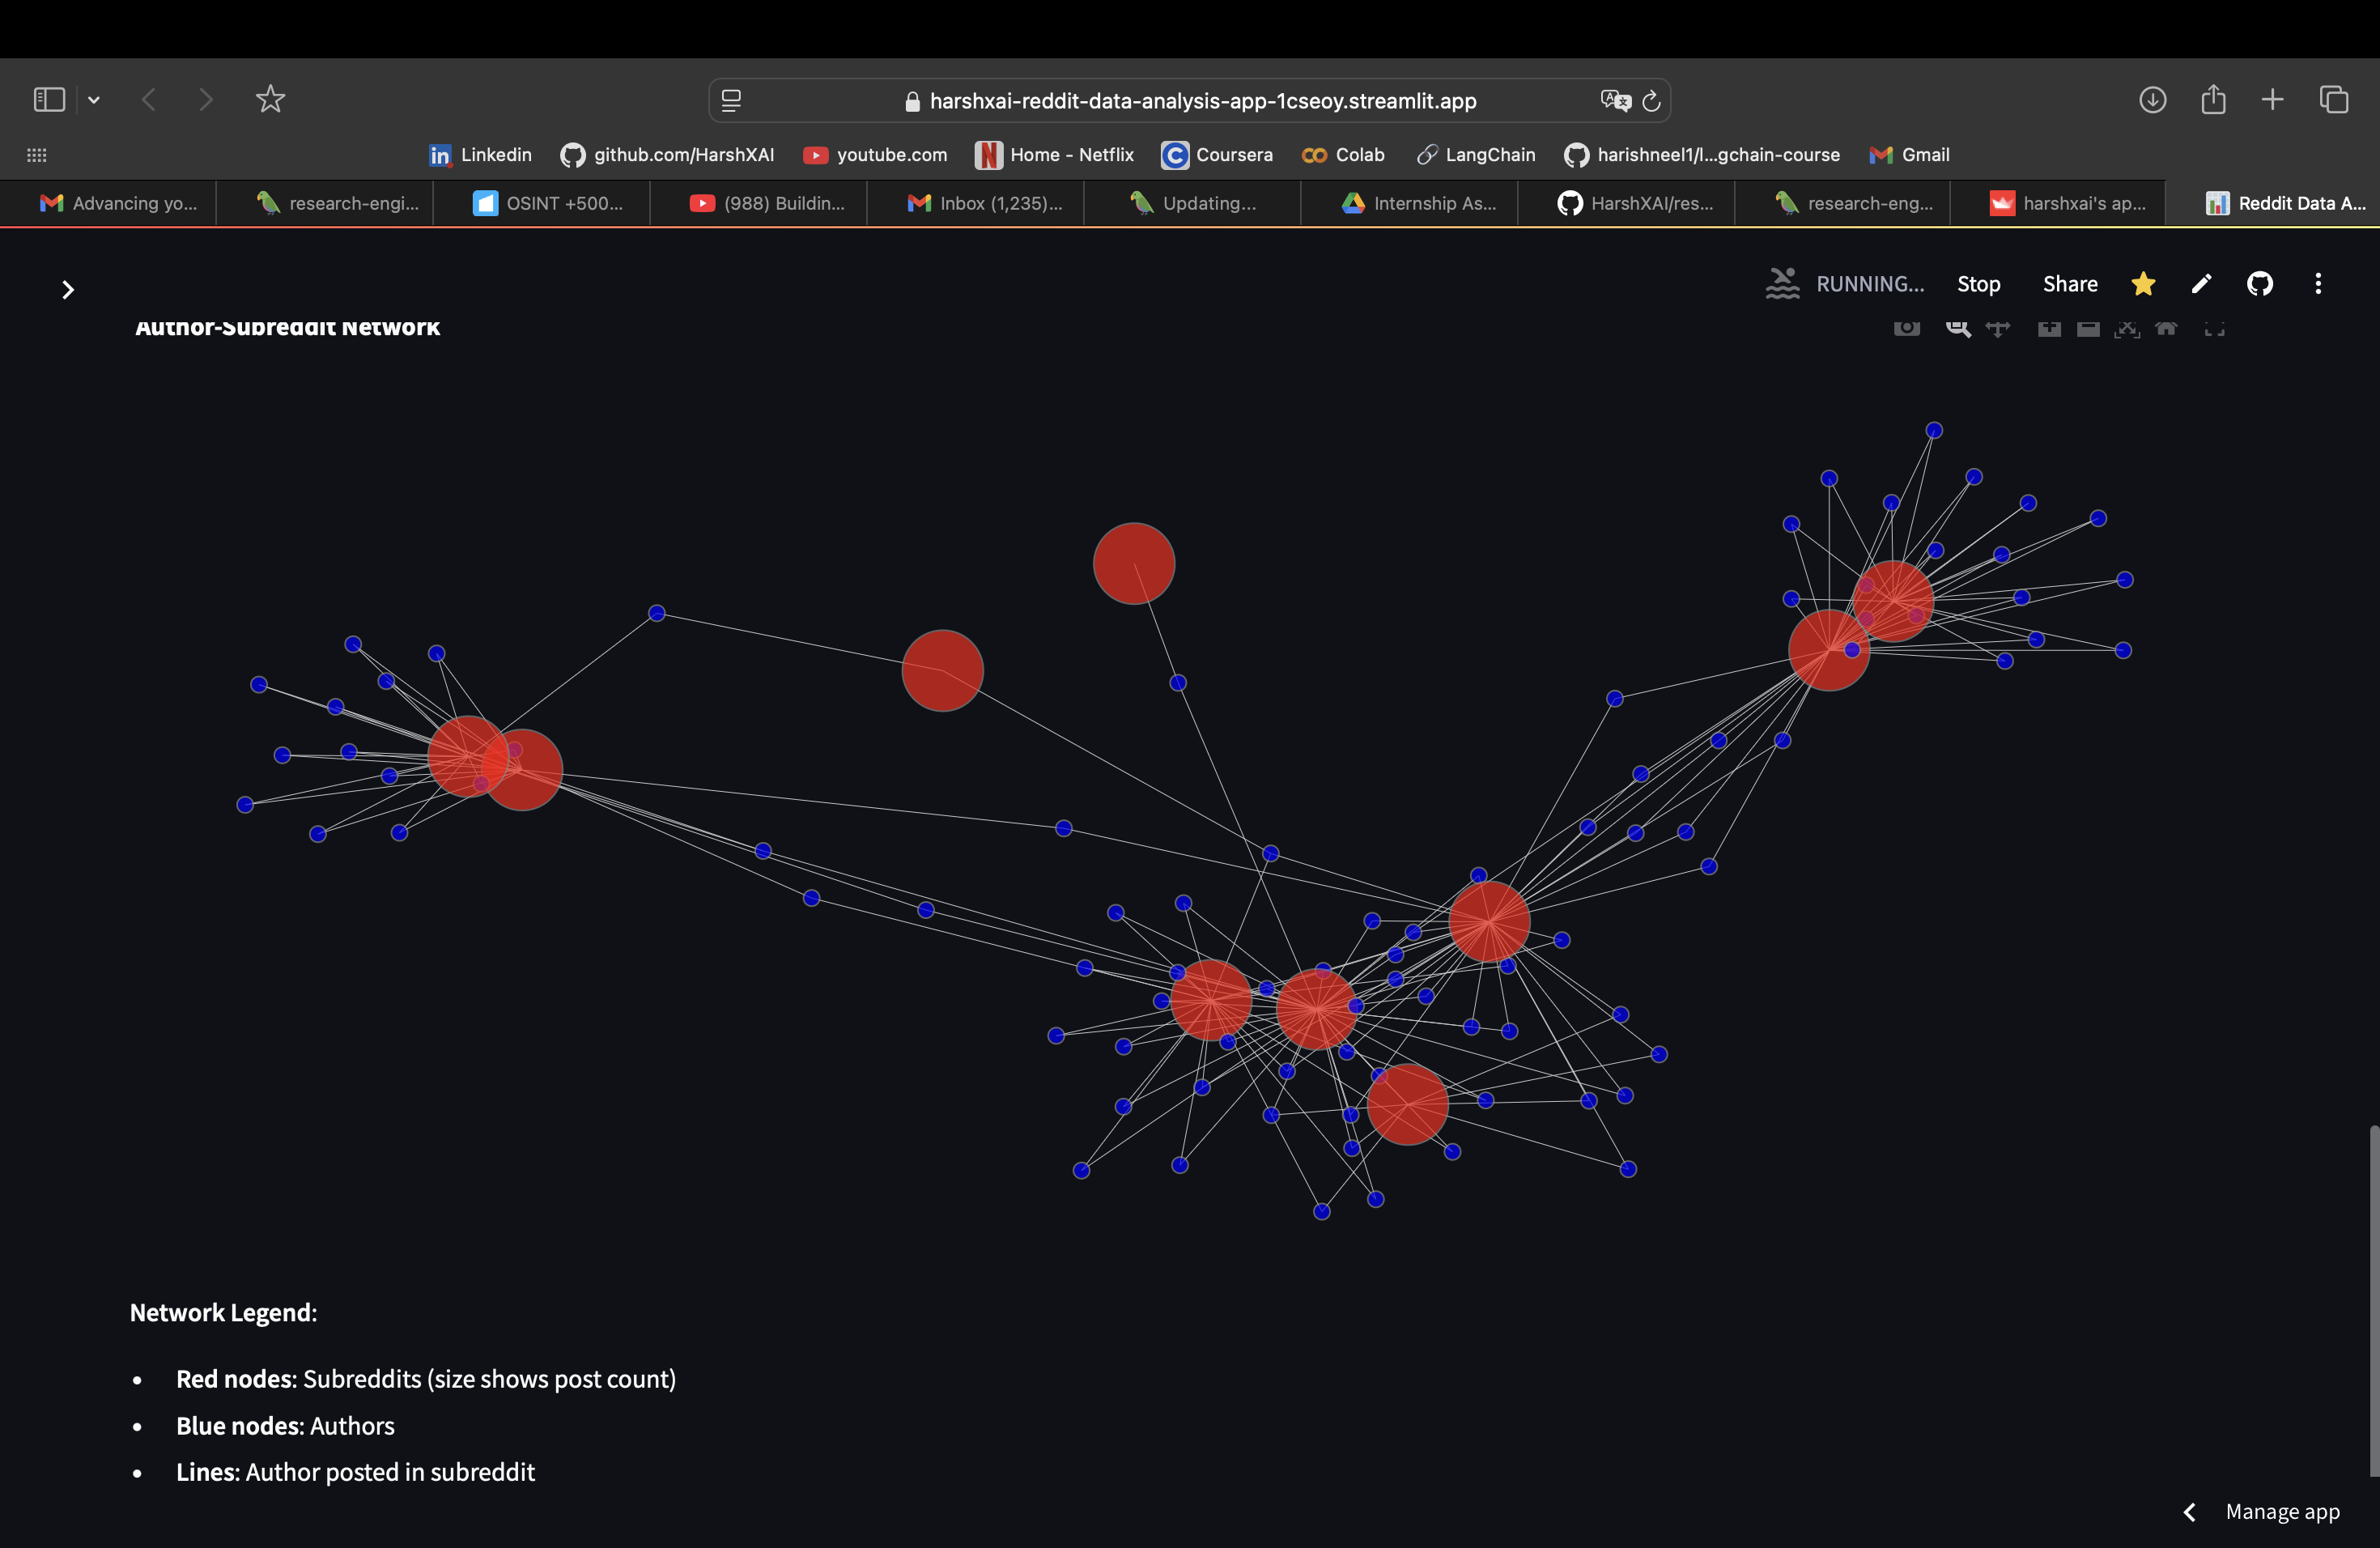 harshxai-reddit-data-analysis-app-1cseoy.streamlit.app
Linkedin github.com/HarshXAI youtube.com Home - Netflix Coursera Colab LangChain harishneel1/l...gchain-course Gmail
Advancing yo... research-engi... OSINT +500... (988) Buildin... Inbox (1,235)... Updating... Internship As... HarshXAI/res... research-eng... harshxai's ap... Reddit Data A...
RUNNING... Stop Share
Author-Subreddit Network
Network Legend:
• Red nodes: Subreddits (size shows post count)
• Blue nodes: Authors
• Lines: Author posted in subreddit
Manage app